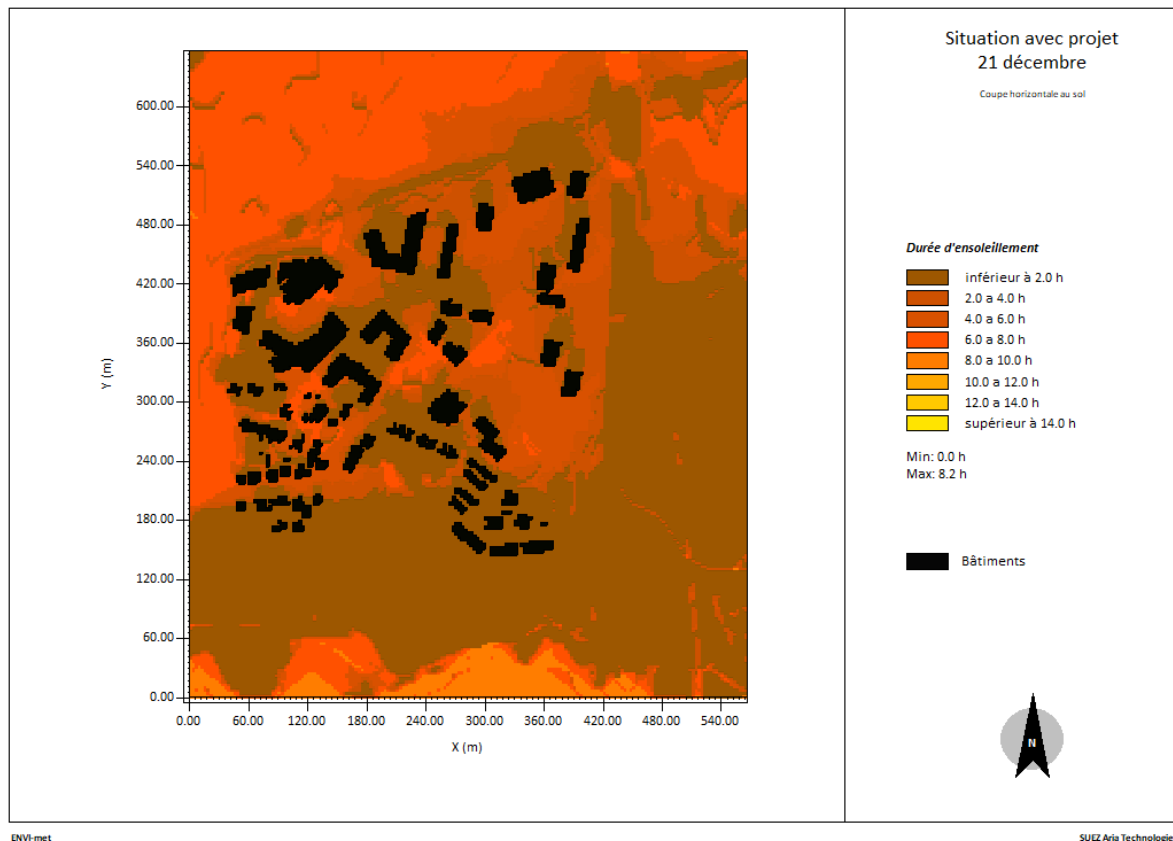 Situation avec projet
21 décembre
Coupe horizontale au sol
600.00
540.00
480.00
420.00
360.00
300.00
240.00
180.00
120.00
60.00
0.00
Y (m)
0.00 60.00 120.00 180.00 240.00 300.00 360.00 420.00 480.00 540.00
X (m)
Durée d'ensoleillement
inférieur à 2.0 h
2.0 a 4.0 h
4.0 a 6.0 h
6.0 a 8.0 h
8.0 a 10.0 h
10.0 a 12.0 h
12.0 a 14.0 h
supérieur à 14.0 h
Min: 0.0 h
Max: 8.2 h
Bâtiments
N
ENVI-met
SUEZ Aria Technologie